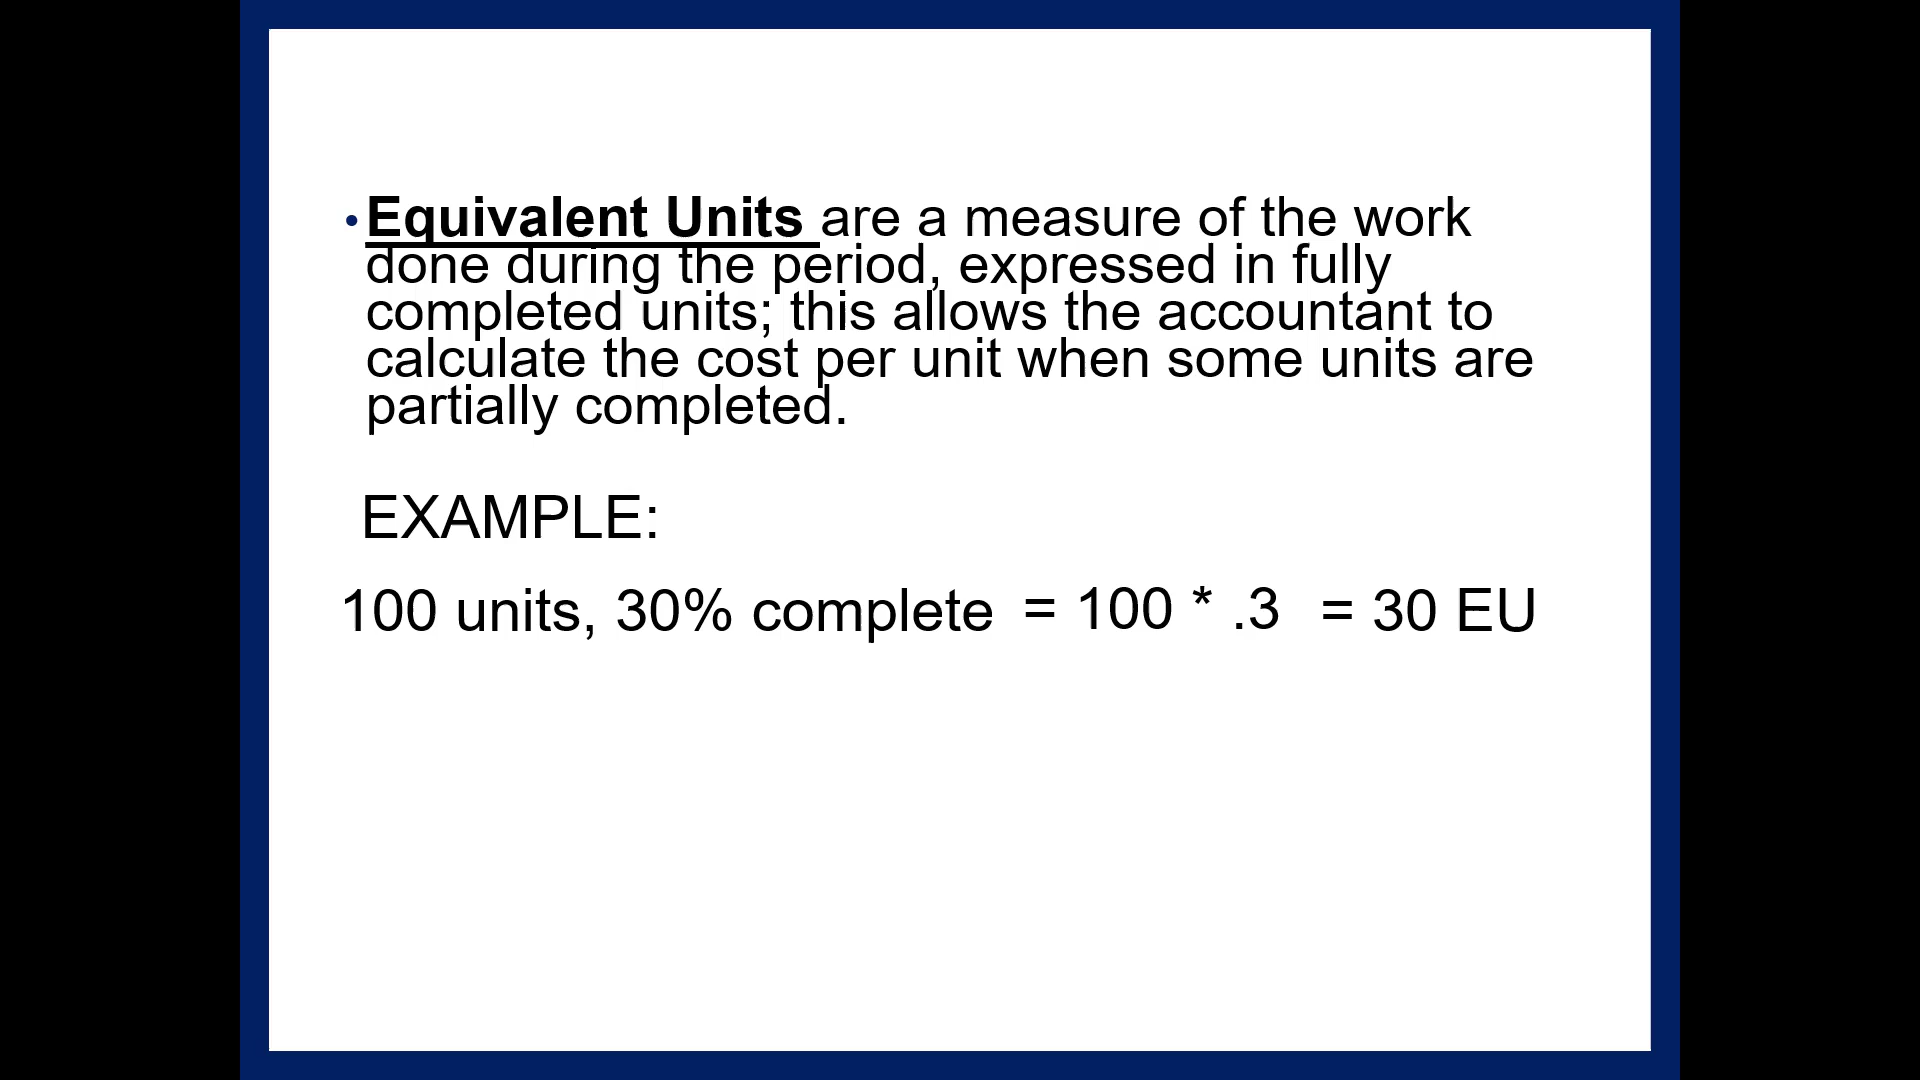 • Equivalent Units are a measure of the work
done during the period, expressed in fully
completed units; this allows the accountant to
calculate the cost per unit when some units are
partially completed.
EXAMPLE:
100 units, 30% complete = 100 * .3 = 30 EU